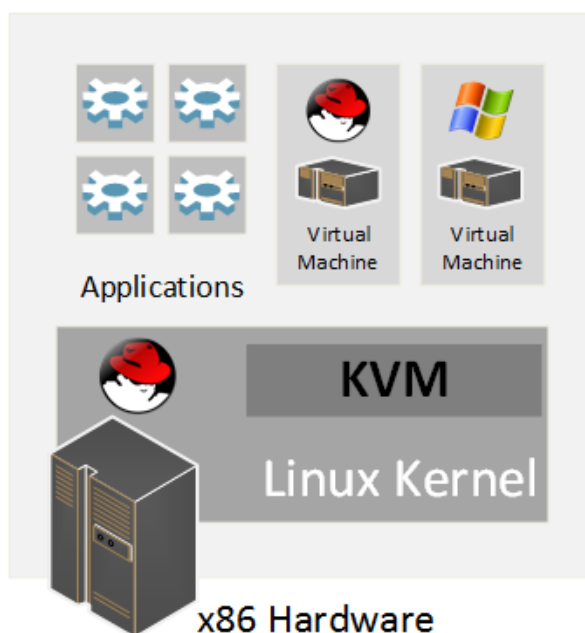 Virtual
Machine
Virtual
Machine
Applications
KVM
Linux Kernel
x86 Hardware